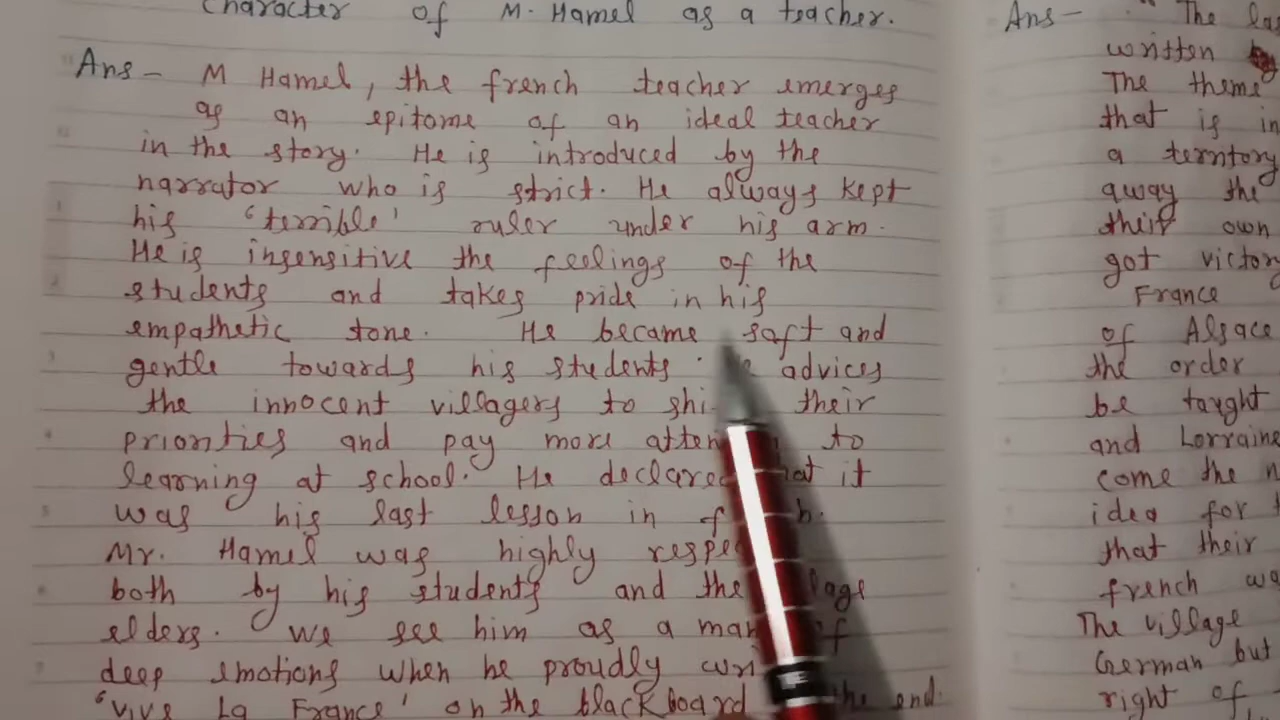 Character of M. Hamel as a teacher.
Ans - M Hamel, the french teacher emerges
as an epitome of an ideal teacher
in the story. He is introduced by the
narrator who is strict. He always kept
his 'terrible' ruler under his arm.
He is insensitive the feelings of the
students and takes pride in his
empathetic tone. He became soft and
gentle towards his students. advices
the innocent villagers to their
priorities and pay more to
learning at school. He declared that it
was his last lesson in
Mr. Hamel was highly
both by his students and the
elders. We see him as a man of
deep emotions when he proudly
'Vive La France' on the blackboard the end.
Ans - " The
written
The theme
that is
a territory
away the
their own
got victory
France
of Alsace
the order
be taught
and Lorraine
come the
idea for
that their
french
The village
German but
right of